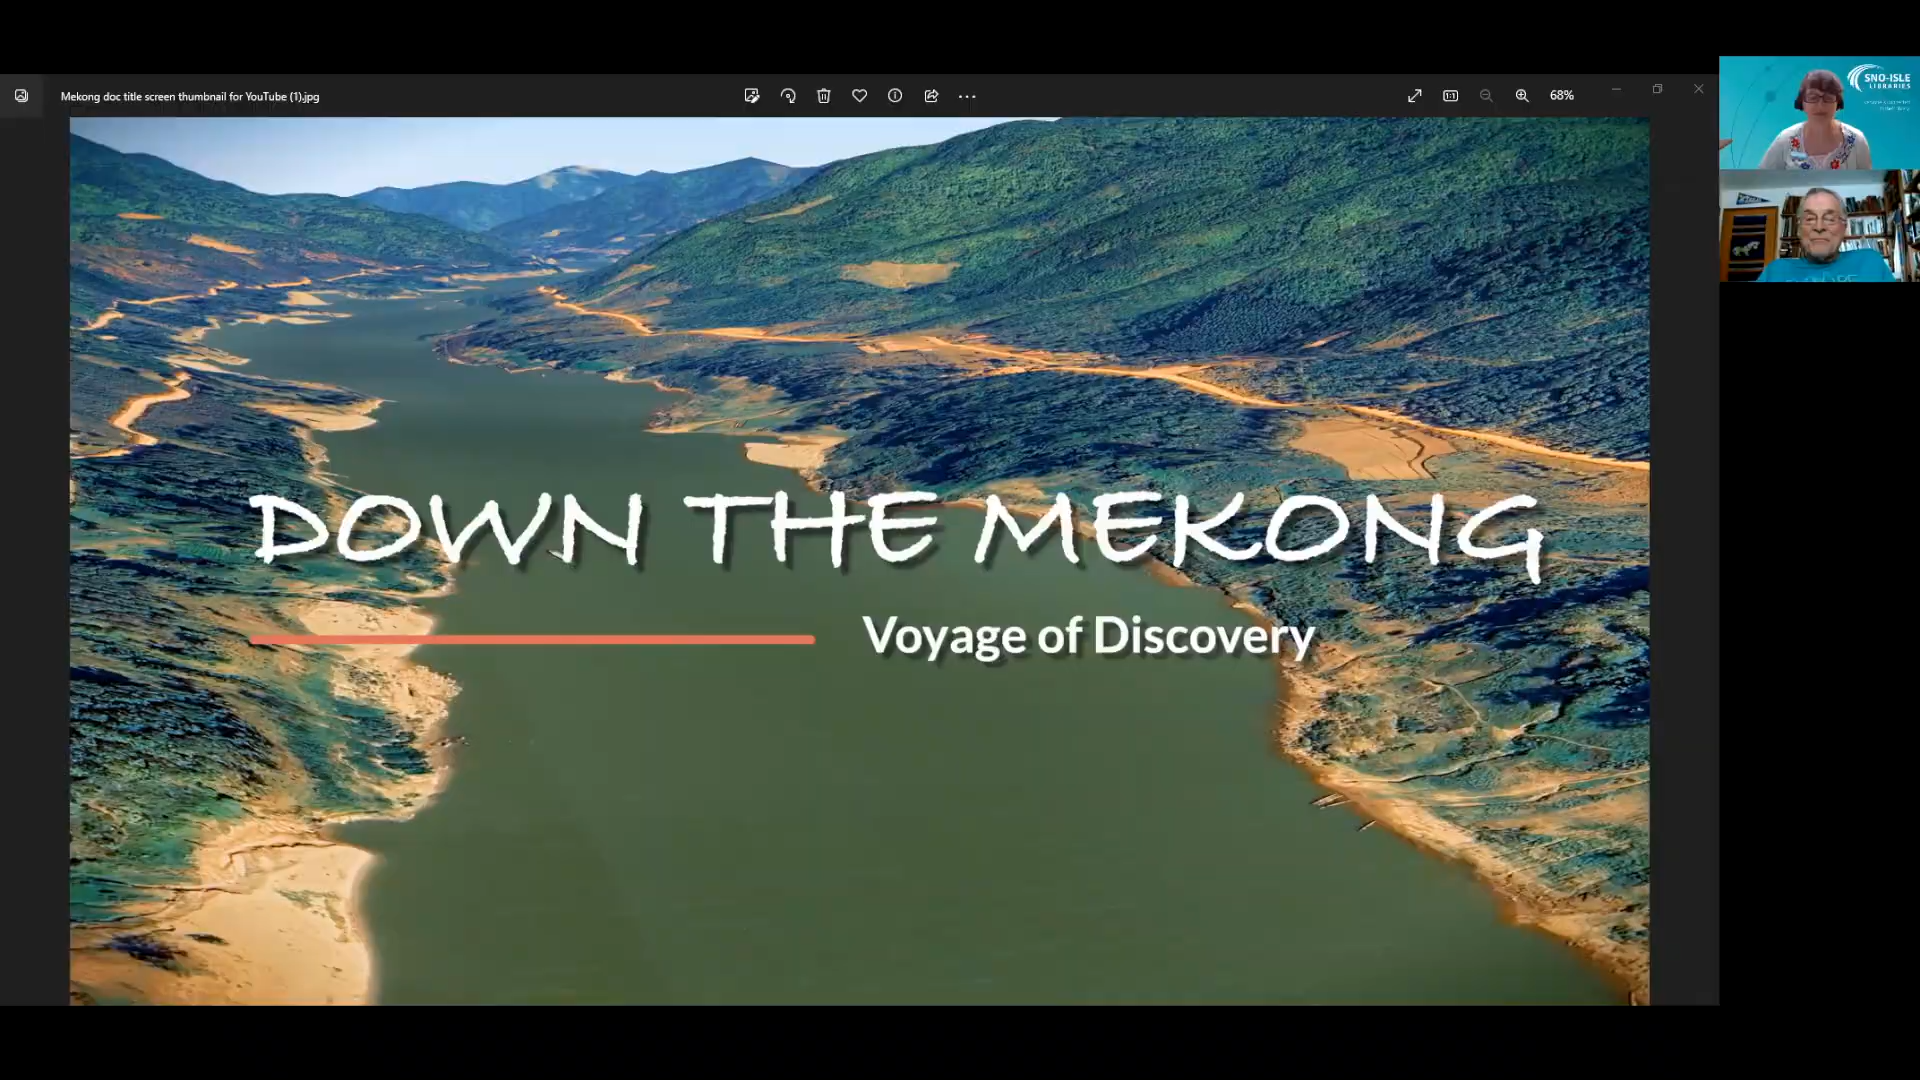 Mekong doc title screen thumbnail for YouTube (1).jpg
68%
SNO-ISLE
LIBRARIES
DOWN THE MEKONG
Voyage of Discovery